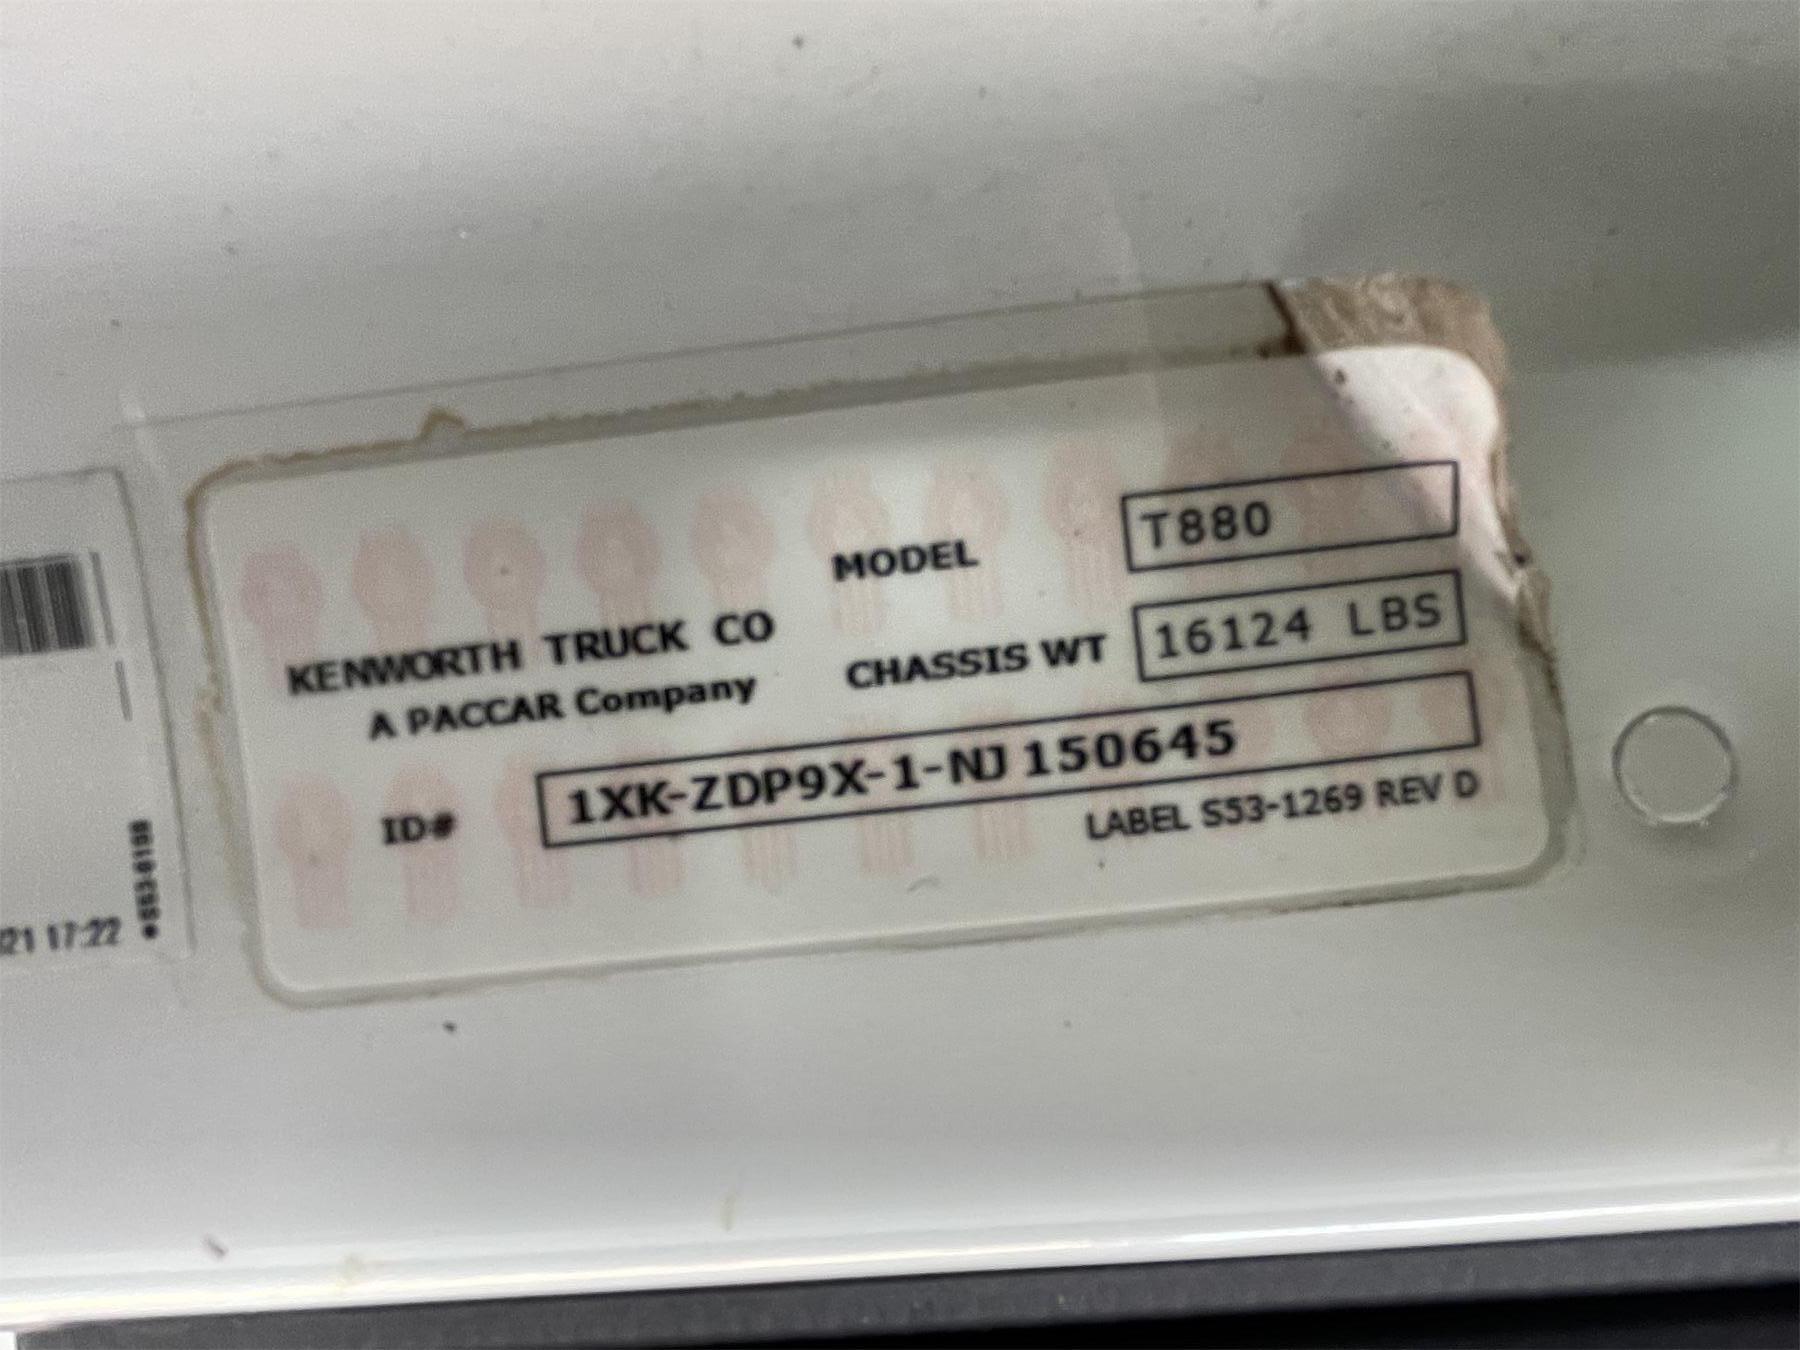 MODEL T880
KENWORTH TRUCK CO
CHASSIS WT 16124 LBS
A PACCAR Company
ID# 1XK-ZDP9X-1-NJ150645
LABEL S53-1269 REV D
21 17:22